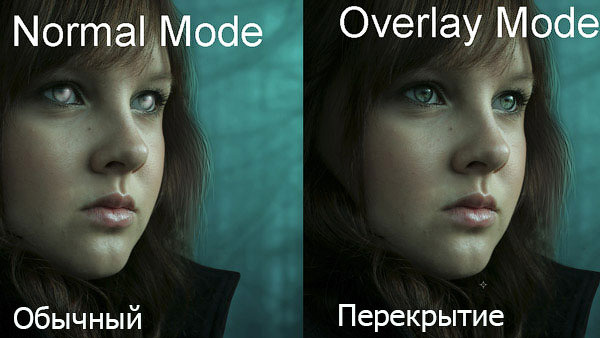 Normal Mode
Overlay Mode
Обычный
Перекрытие